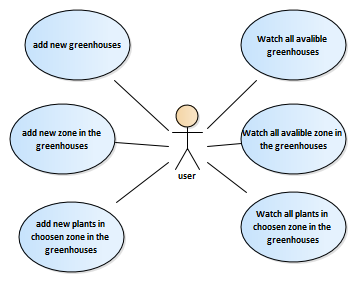 add new greenhouses
Watch all avalible
greenhouses
add new zone in the
greenhouses
Watch all avalible zone in
the greenhouses
user
add new plants in
choosen zone in the
greenhouses
Watch all plants in
choosen zone in the
greenhouses